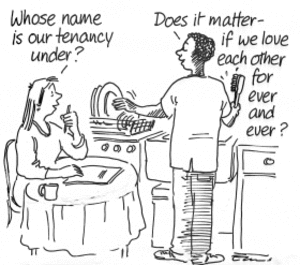 Whose name
is our tenancy
under?
Does it matter-
if we love
each other
for
ever
and
ever?